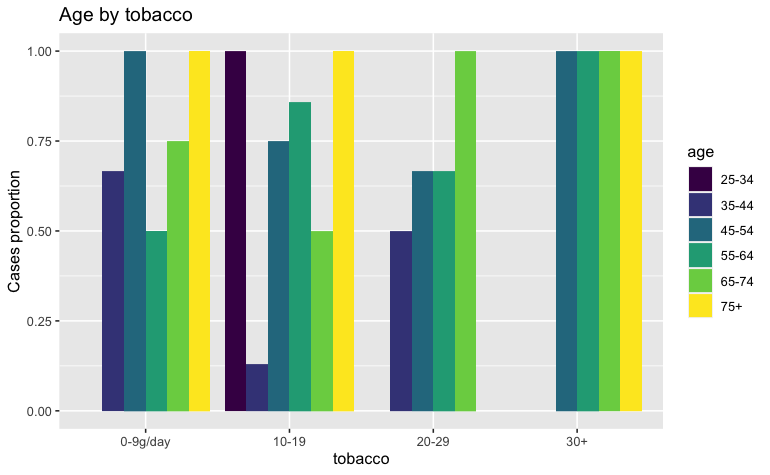 Age by tobacco
1.00
0.75
0.50
0.25
0.00
Cases proportion
0-9g/day 10-19 20-29 30+
tobacco
age
25-34
35-44
45-54
55-64
65-74
75+